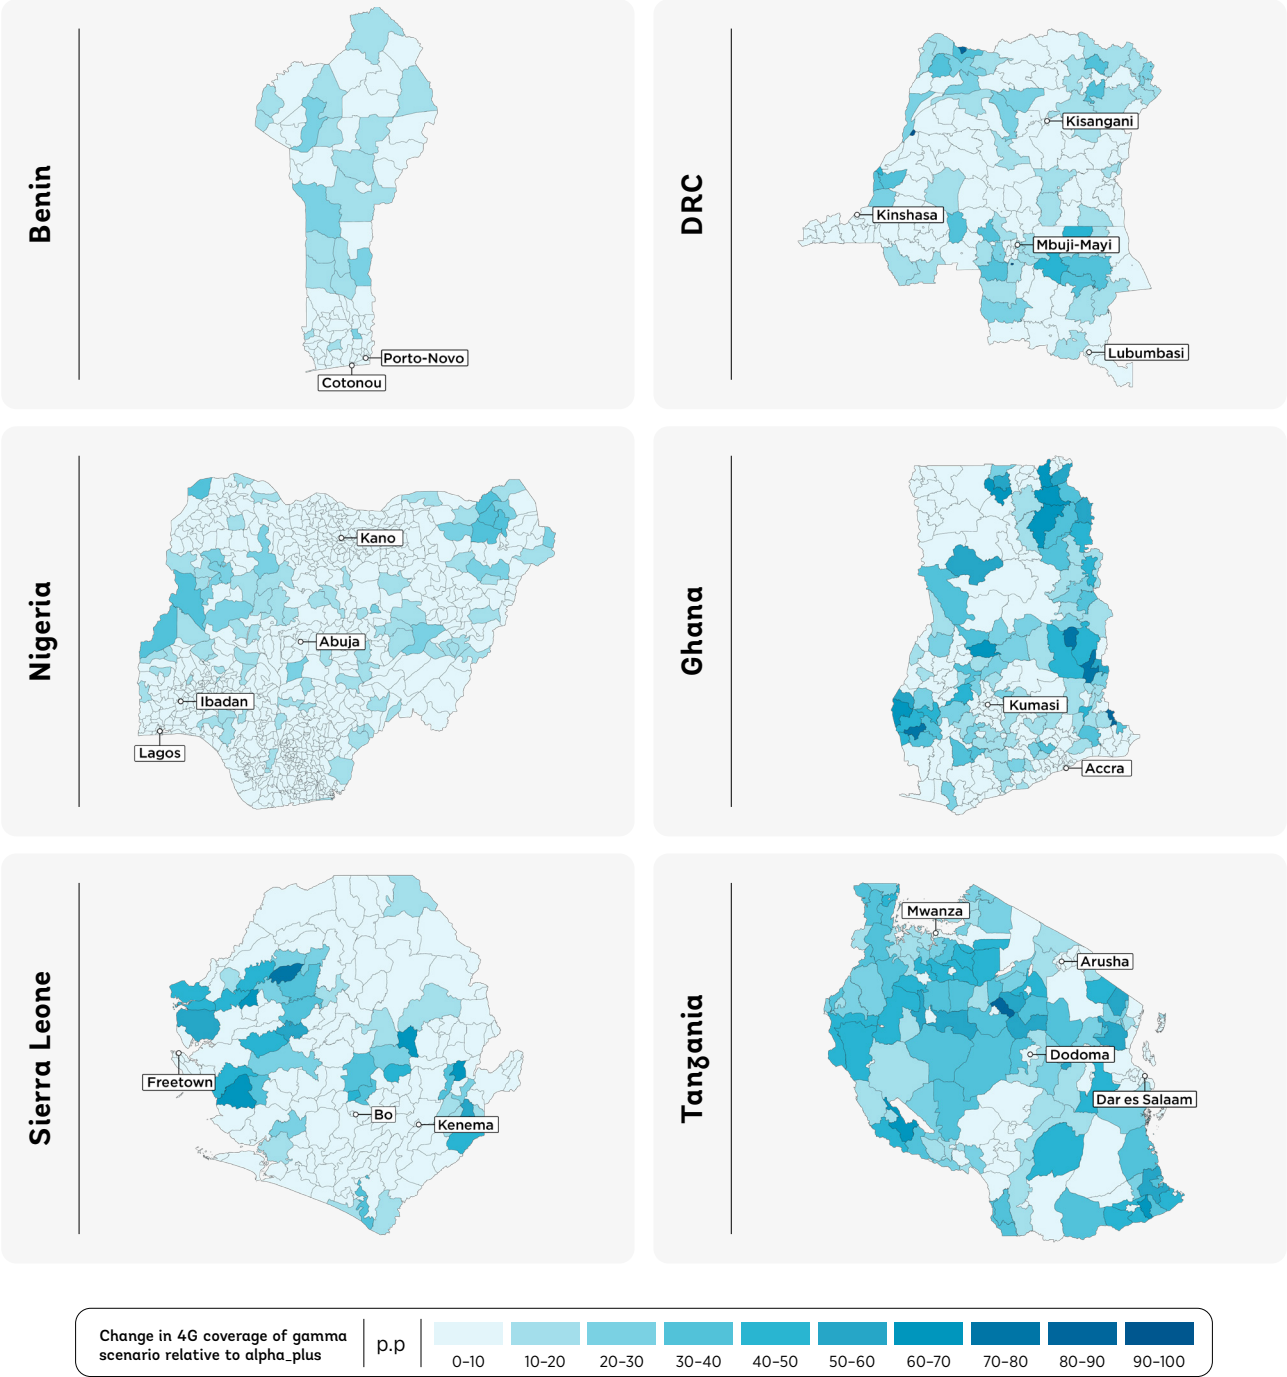 Benin
Porto-Novo
Cotonou
DRC
Kisangani
Kinshasa
Mbuji-Mayi
Lubumbasi
Nigeria
Kano
Abuja
Ibadan
Lagos
Ghana
Kumasi
Accra
Sierra Leone
Freetown
Bo
Kenema
Tanzania
Mwanza
Arusha
Dodoma
Dar es Salaam
Change in 4G coverage of gamma
scenario relative to alpha_plus
p.p
0–10 10–20 20–30 30–40 40–50 50–60 60–70 70–80 80–90 90–100